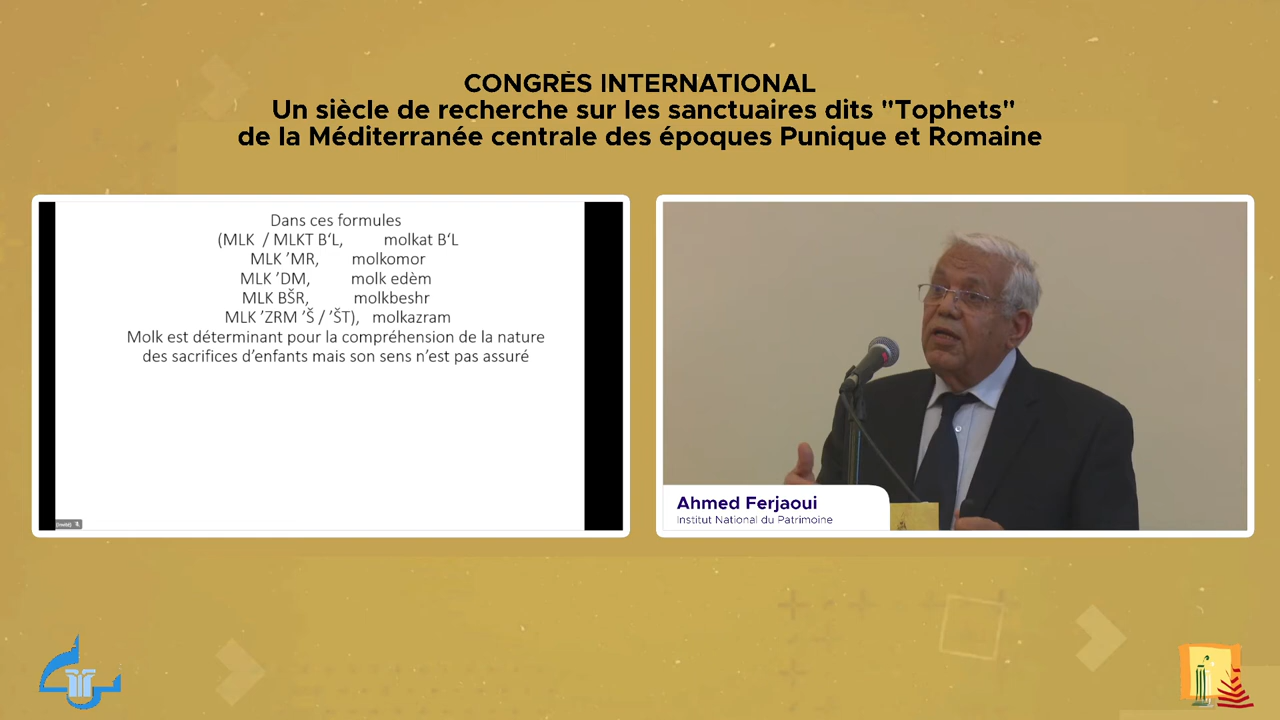 CONGRÈS INTERNATIONAL
Un siècle de recherche sur les sanctuaires dits "Tophets"
de la Méditerranée centrale des époques Punique et Romaine
Dans ces formules
(MLK / MLKT B‘L, molkat B‘L
MLK ’MR, molkomor
MLK ’DM, molk edèm
MLK BŠR, molkbeshr
MLK ’ZRM ’Š / ’ŠT), molkazram
Molk est déterminant pour la compréhension de la nature
des sacrifices d’enfants mais son sens n’est pas assuré
Ahmed Ferjaoui
Institut National du Patrimoine